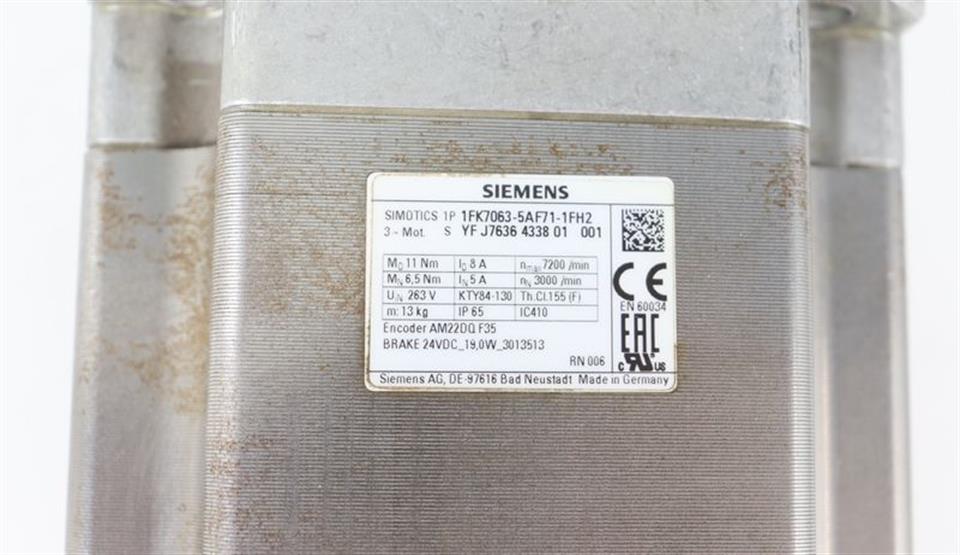 SIEMENS
SIMOTICS 1P 1FK7063-5AF71-1FH2
3~Mot. S YF J7636 4338 01 001
M0 11 Nm I0 8 A nmax 7200 /min
MN 6,5 Nm IN 5 A nN 3000 /min
UIN 263 V KTY84-130 Th.Cl.155 (F)
m: 13 kg IP 65 IC410
CE
EN 60034
Encoder AM22DQ F35
EAC
BRAKE 24VDC_19,0W_3013513
c RU US
RN 006
Siemens AG, DE-97616 Bad Neustadt Made in Germany